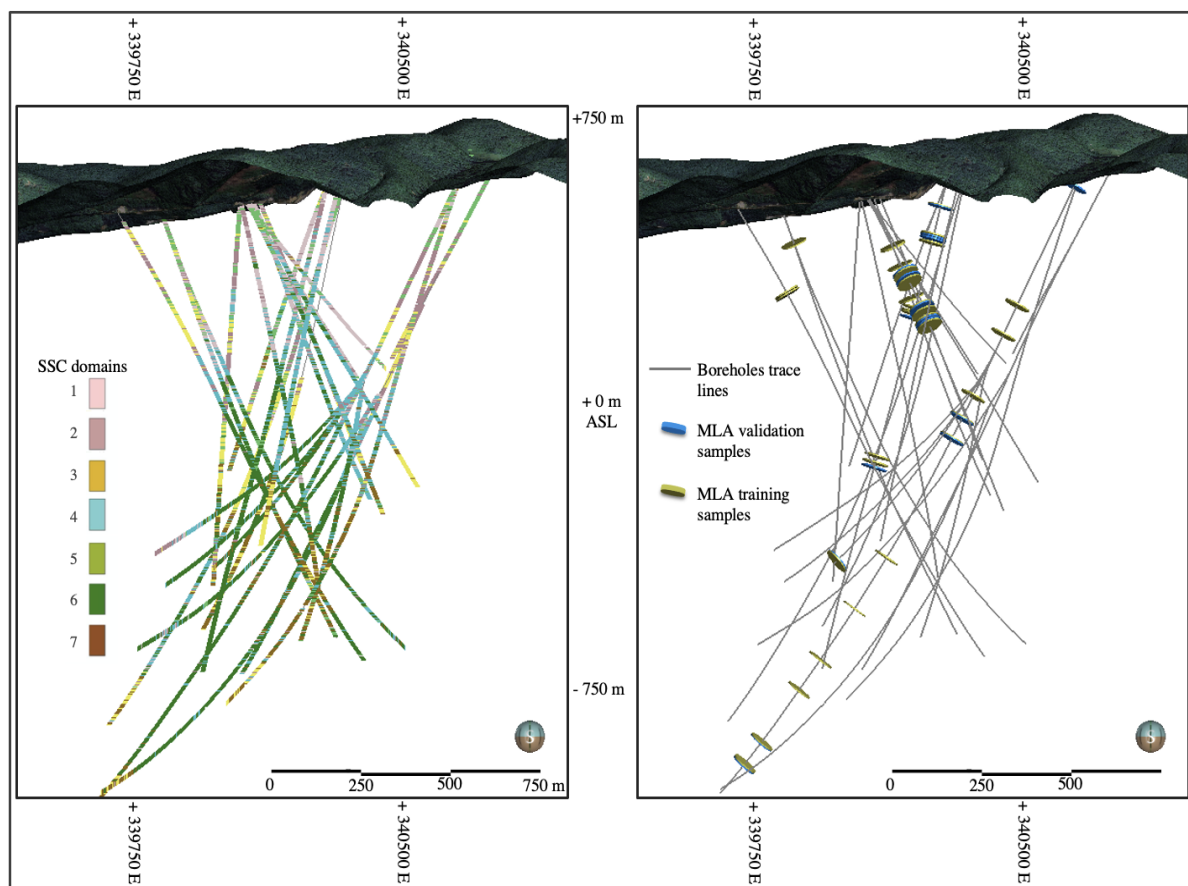 + 339750 E
+ 340500 E
+ 339750 E
+ 340500 E
+750 m
SSC domains
1
2
3
4
5
6
7
+ 0 m
ASL
Boreholes trace
lines
MLA validation
samples
MLA training
samples
- 750 m
S
0
250
500
750 m
S
0
250
500
+ 339750 E
+ 340500 E
+ 339750 E
+ 340500 E